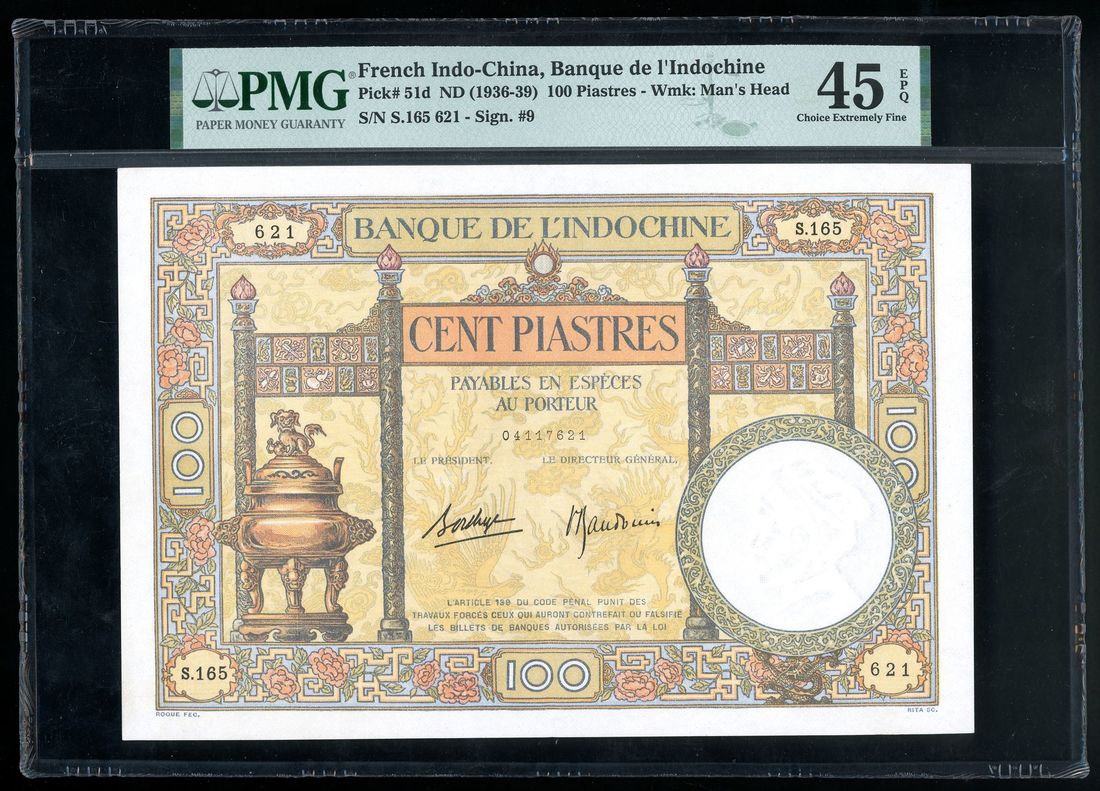 PMG®
PAPER MONEY GUARANTY
French Indo-China, Banque de l'Indochine
Pick# 51d ND (1936-39) 100 Piastres - Wmk: Man's Head
S/N S.165 621 - Sign. #9
45 EPQ
Choice Extremely Fine
621
BANQUE DE L'INDOCHINE
S.165
CENT PIASTRES
PAYABLES EN ESPÈCES
AU PORTEUR
04117621
LE PRÉSIDENT. LE DIRECTEUR GÉNÉRAL,
100
100
L'ARTICLE 139 DU CODE PÉNAL PUNIT DES
TRAVAUX FORCÉS CEUX QUI AURONT CONTREFAIT OU FALSIFIÉ
LES BILLETS DE BANQUES AUTORISÉES PAR LA LOI
S.165
100
621
ROQUE FEC.
RITA SC.